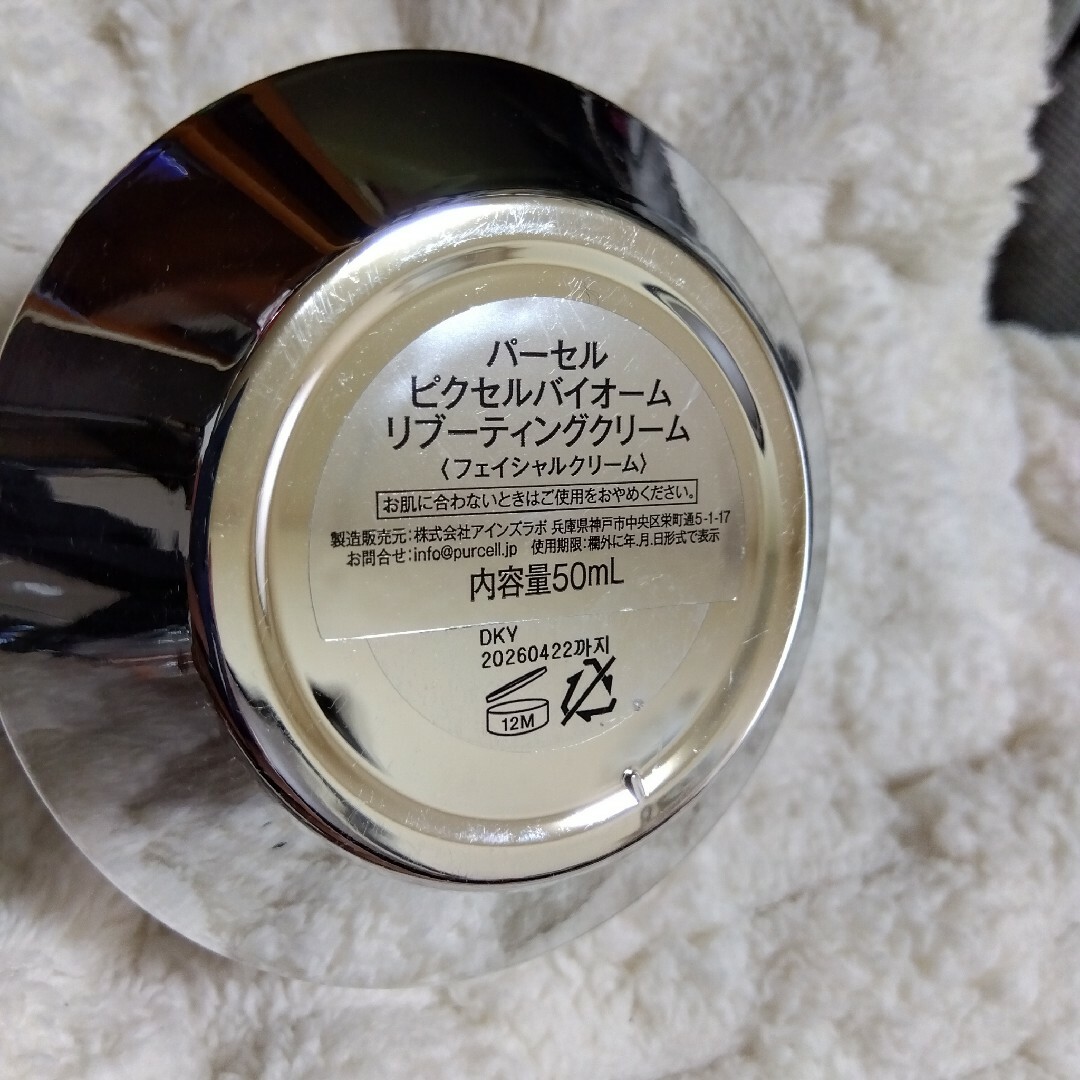 パーセル
ピクセルバイオーム
リブーティングクリーム
〈フェイシャルクリーム〉
お肌に合わないときはご使用をおやめください。
製造販売元:株式会社アインズラボ 兵庫県神戸市中央区栄町通5-1-17
お問合せ:info@purcell.jp 使用期限:欄外に年.月.日形式で表示
内容量50mL
DKY
20260422까지
12M